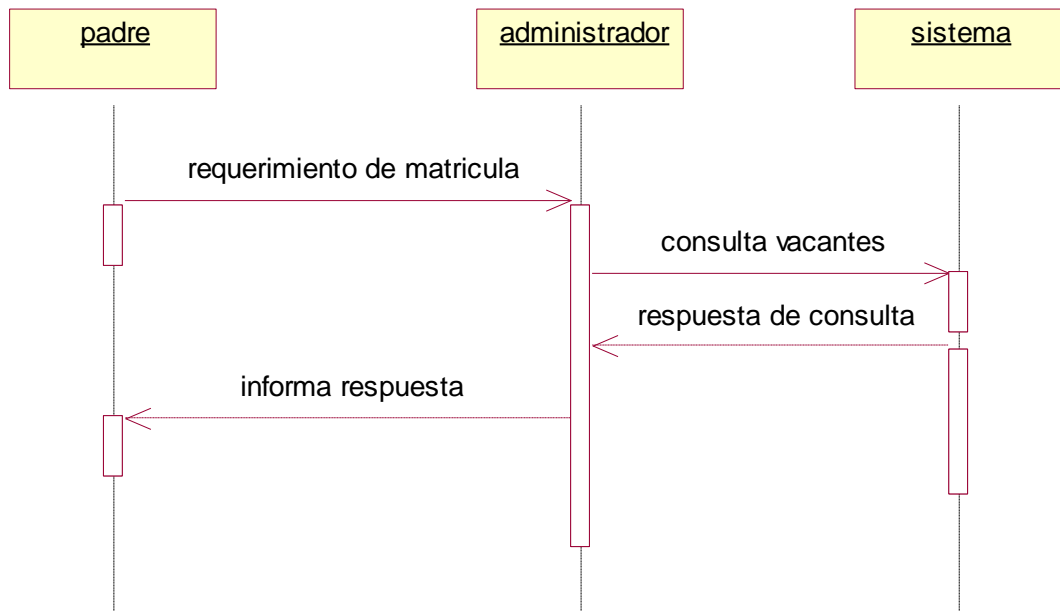 padre
administrador
sistema
requerimiento de matricula
consulta vacantes
respuesta de consulta
informa respuesta